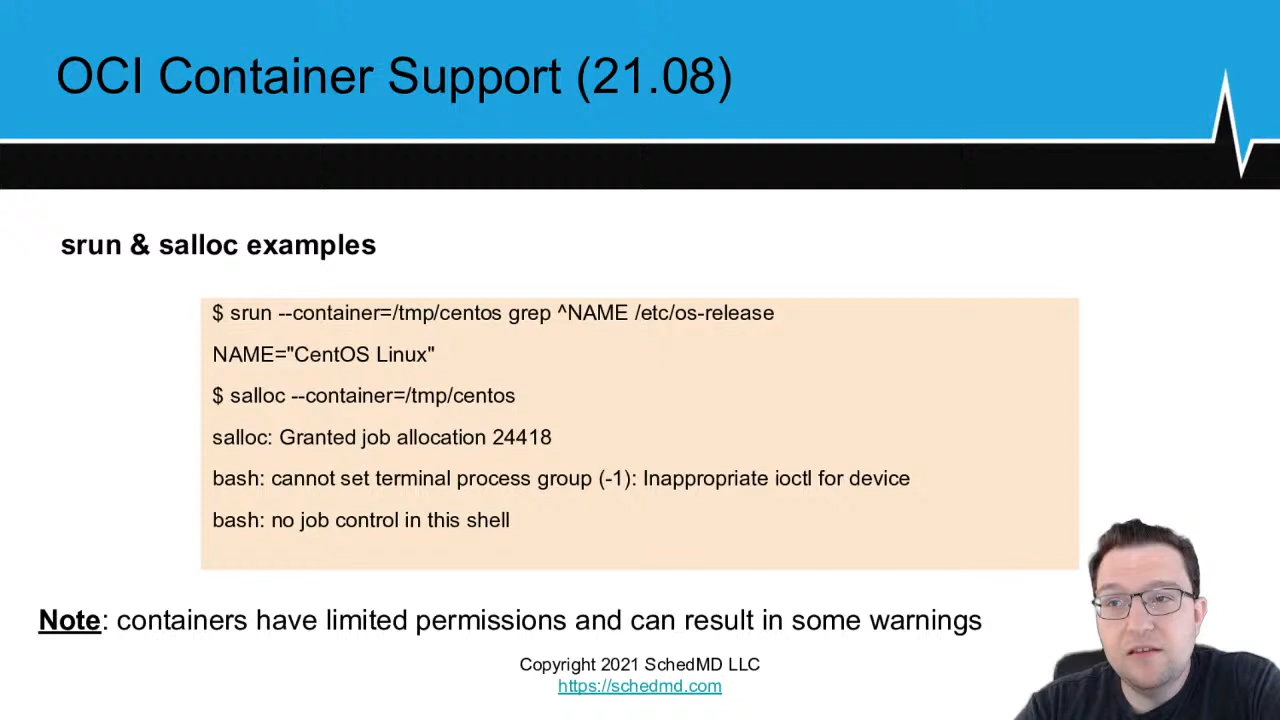 OCI Container Support (21.08)
srun & salloc examples
$ srun --container=/tmp/centos grep ^NAME /etc/os-release
NAME="CentOS Linux"
$ salloc --container=/tmp/centos
salloc: Granted job allocation 24418
bash: cannot set terminal process group (-1): Inappropriate ioctl for device
bash: no job control in this shell
Note: containers have limited permissions and can result in some warnings
Copyright 2021 SchedMD LLC
https://schedmd.com